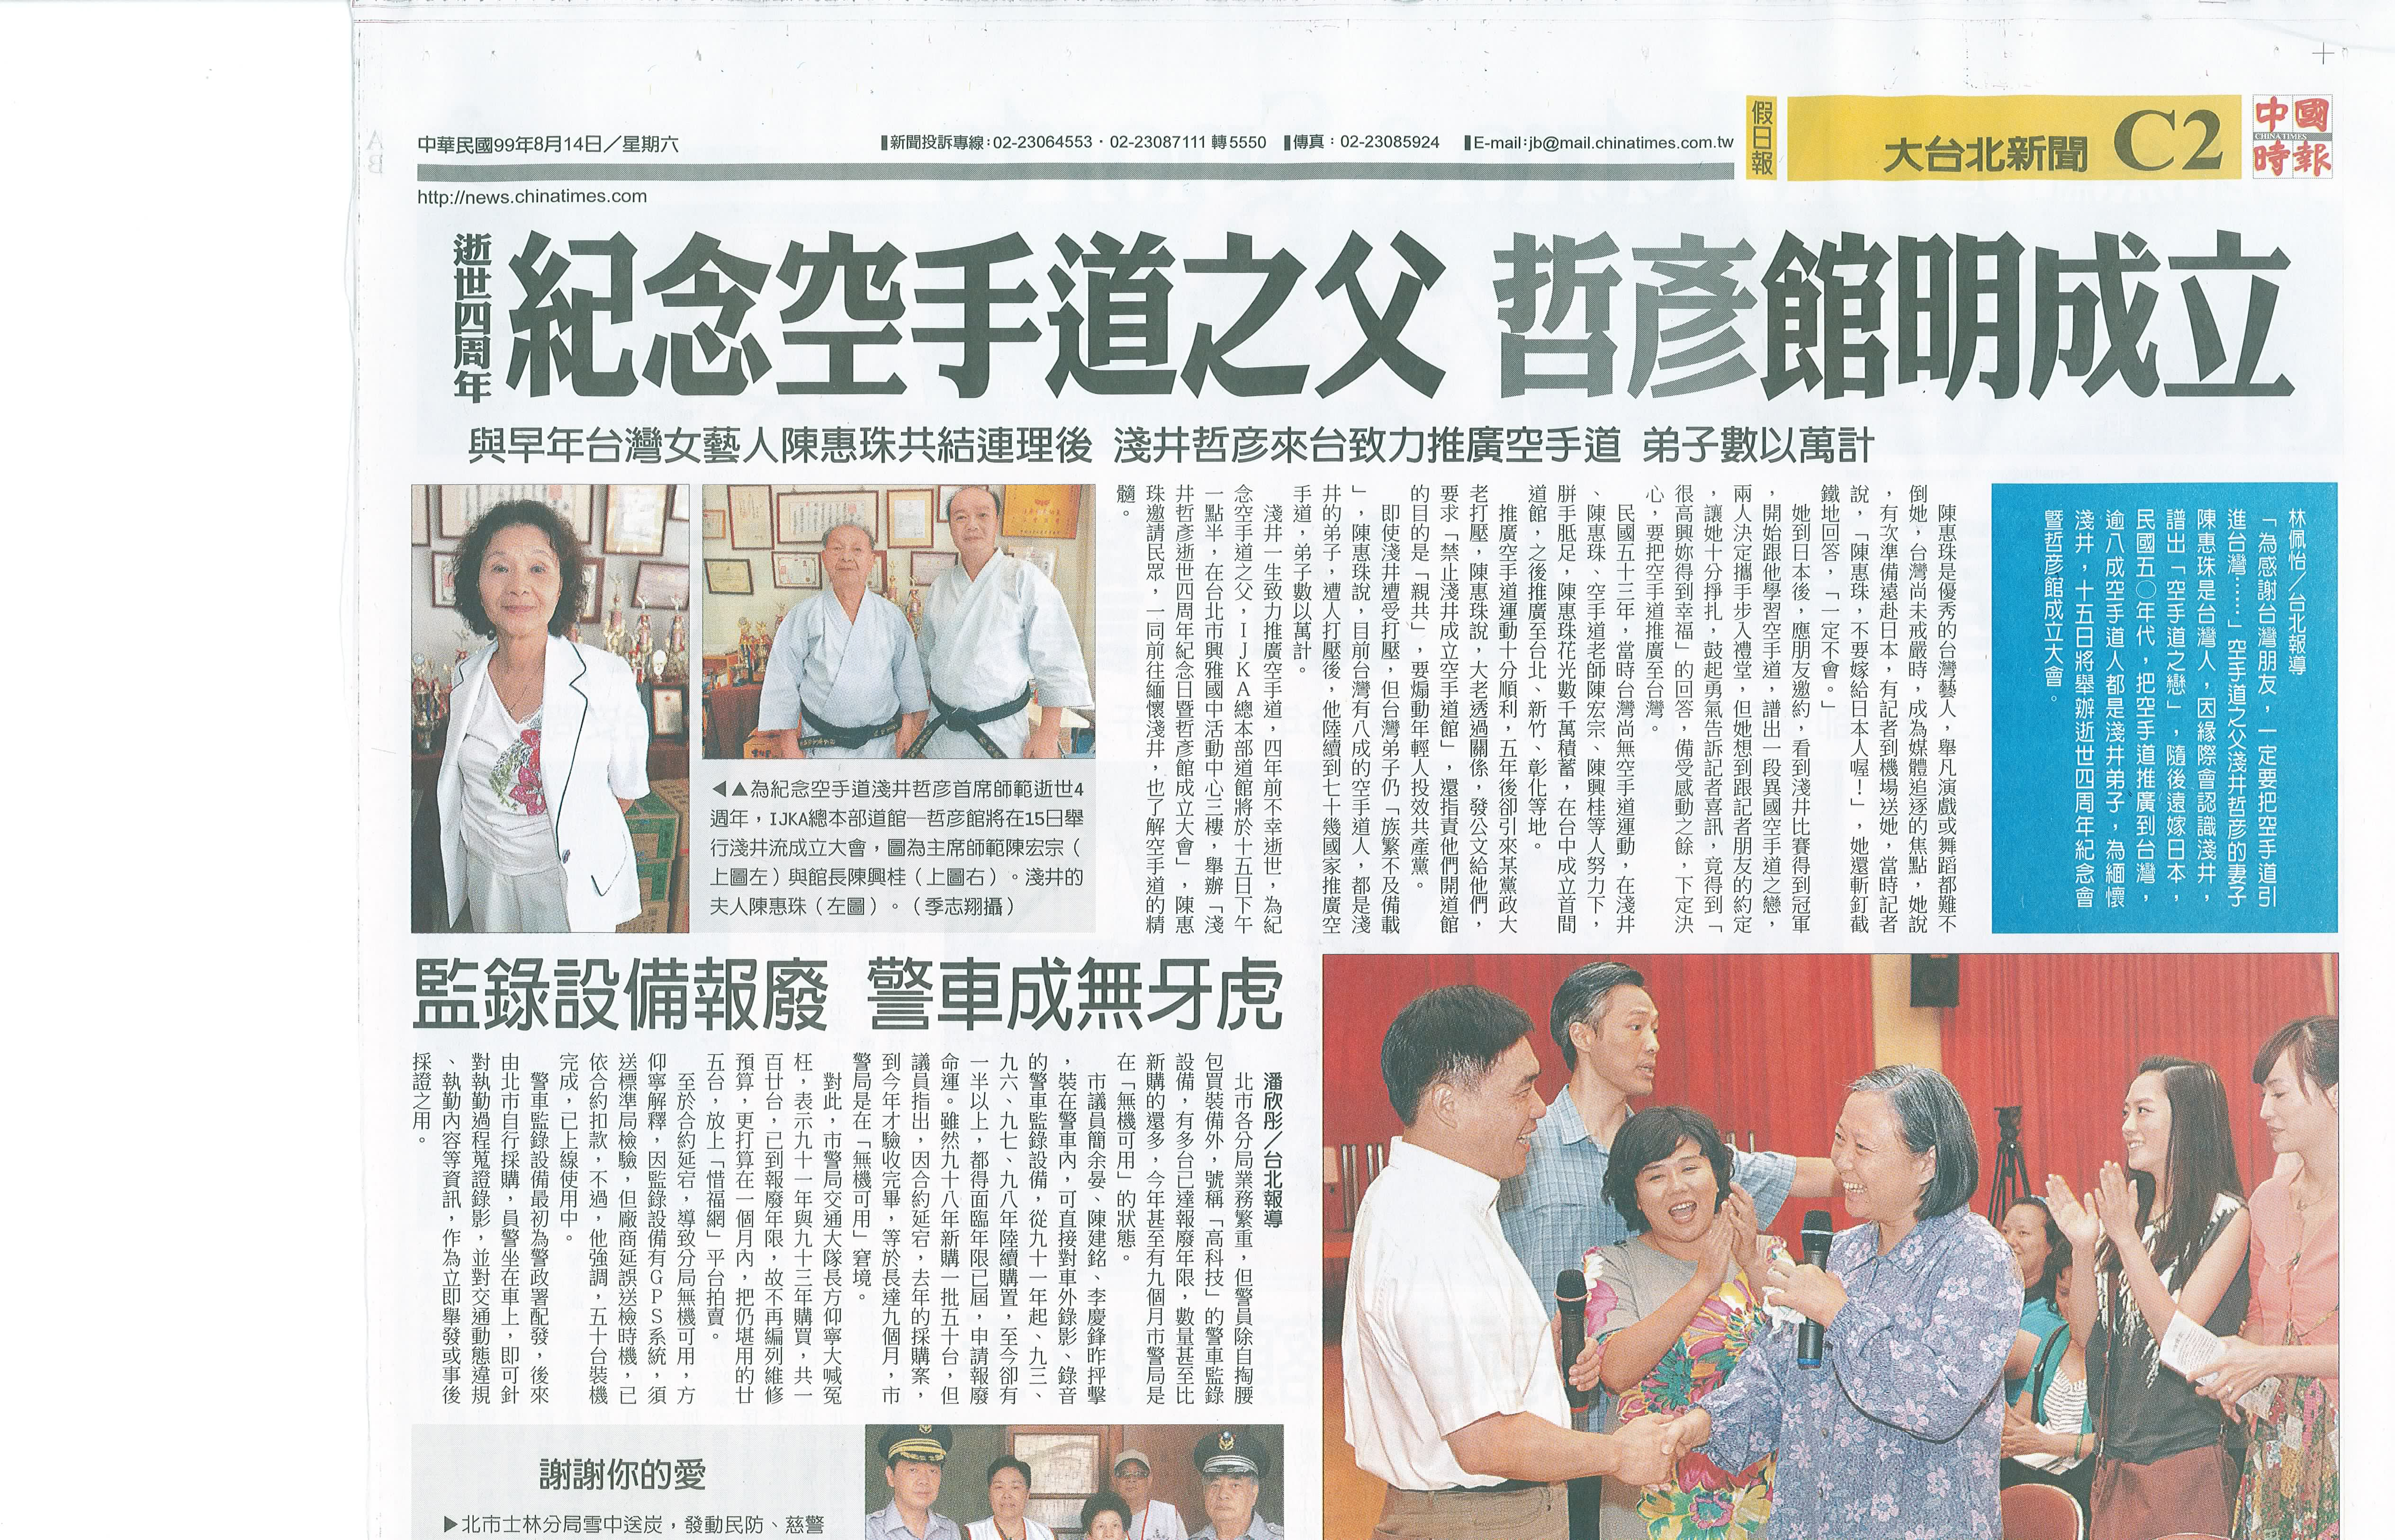 中華民國99年8月14日／星期六
▌新聞投訴專線:02-23064553・02-23087111 轉5550 ▌傳真：02-23085924 ▌E-mail:jb@mail.chinatimes.com.tw
假日報
大台北新聞 C2
中國時報
CHINA TIMES
http://news.chinatimes.com
逝世四周年
紀念空手道之父 哲彥館明成立
與早年台灣女藝人陳惠珠共結連理後 淺井哲彥來台致力推廣空手道 弟子數以萬計
林佩怡／台北報導
「為感謝台灣朋友，一定要把空手道引
進台灣……」空手道之父淺井哲彥的妻子
陳惠珠是台灣人，因緣際會認識淺井，
譜出「空手道之戀」，隨後遠嫁日本，
民國五〇年代，把空手道推廣到台灣，
逾八成空手道人都是淺井弟子，為緬懷
淺井，十五日將舉辦逝世四周年紀念會
暨哲彥館成立大會。
陳惠珠是優秀的台灣藝人，舉凡演戲或舞蹈都難不
倒她，台灣尚未戒嚴時，成為媒體追逐的焦點，她說
，有次準備遠赴日本，有記者到機場送她，當時記者
說，「陳惠珠，不要嫁給日本人喔！」，她還斬釘截
鐵地回答，「一定不會。」
她到日本後，應朋友邀約，看到淺井比賽得到冠軍
，開始跟他學習空手道，譜出一段異國空手道之戀，
兩人決定攜手步入禮堂，但她想到跟記者朋友的約定
，讓她十分掙扎，鼓起勇氣告訴記者喜訊，竟得到「
很高興妳得到幸福」的回答，備受感動之餘，下定決
心，要把空手道推廣至台灣。
民國五十三年，當時台灣尚無空手道運動，在淺井
、陳惠珠、空手道老師陳宏宗、陳興桂等人努力下，
胼手胝足，陳惠珠花光數千萬積蓄，在台中成立首間
道館，之後推廣至台北、新竹、彰化等地。
推廣空手道運動十分順利，五年後卻引來某黨政大
老打壓，陳惠珠說，大老透過關係，發公文給他們，
要求「禁止淺井成立空手道館」，還指責他們開道館
的目的是「親共」，要煽動年輕人投效共產黨。
即使淺井遭受打壓，但台灣弟子仍「族繁不及備載
」，陳惠珠說，目前台灣有八成的空手道人，都是淺
井的弟子，遭人打壓後，他陸續到七十幾國家推廣空
手道，弟子數以萬計。
淺井一生致力推廣空手道，四年前不幸逝世，為紀
念空手道之父，ＩＪＫＡ總本部道館將於十五日下午
一點半，在台北市興雅國中活動中心三樓，舉辦「淺
井哲彥逝世四周年紀念日暨哲彥館成立大會」，陳惠
珠邀請民眾，一同前往緬懷淺井，也了解空手道的精
髓。
◀▲為紀念空手道淺井哲彥首席師範逝世4
週年，IJKA總本部道館—哲彥館將在15日舉
行淺井流成立大會，圖為主席師範陳宏宗（
上圖左）與館長陳興桂（上圖右）。淺井的
夫人陳惠珠（左圖）。（季志翔攝）
監錄設備報廢 警車成無牙虎
潘欣彤／台北報導
北市各分局業務繁重，但警員除自掏腰
包買裝備外，號稱「高科技」的警車監錄
設備，有多台已達報廢年限，數量甚至比
新購的還多，今年甚至有九個月市警局是
在「無機可用」的狀態。
市議員簡余晏、陳建銘、李慶鋒昨抨擊
，裝在警車內，可直接對車外錄影、錄音
的警車監錄設備，從九十一年起、九三、
九六、九七、九八年陸續購置，至今卻有
一半以上，都得面臨年限已屆，申請報廢
命運。雖然九十八年新購一批五十台，但
議員指出，因合約延宕，去年的採購案，
到今年才驗收完畢，等於長達九個月，市
警局是在「無機可用」窘境。
對此，市警局交通大隊長方仰寧大喊冤
枉，表示九十一年與九十三年購買，共一
百廿台，已到報廢年限，故不再編列維修
預算，更打算在一個月內，把仍堪用的廿
五台，放上「惜福網」平台拍賣。
至於合約延宕，導致分局無機可用，方
仰寧解釋，因監錄設備有ＧＰＳ系統，須
送標準局檢驗，但廠商延誤送檢時機，已
依合約扣款，不過，他強調，五十台裝機
完成，已上線使用中。
警車監錄設備最初為警政署配發，後來
由北市自行採購，員警坐在車上，即可針
對執勤過程蒐證錄影，並對交通動態違規
、執勤內容等資訊，作為立即舉發或事後
採證之用。
謝謝你的愛
▶北市士林分局雪中送炭，發動民防、慈警